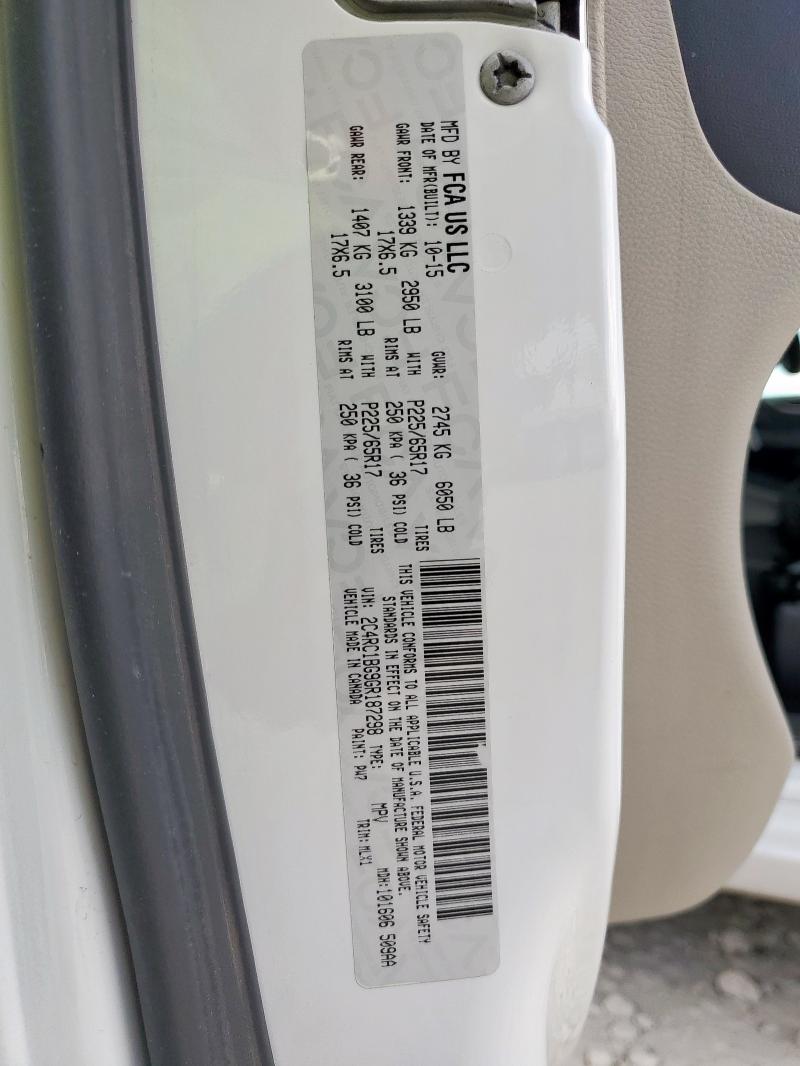 MFD BY FCA US LLC
DATE OF MFR(BUILT): 10-15 GVWR: 2745 KG 6050 LB
GAWR FRONT: 1339 KG 2950 LB WITH P225/65R17 TIRES
17X6.5 RIMS AT 250 KPA ( 36 PSI) COLD
GAWR REAR: 1407 KG 3100 LB WITH P225/65R17 TIRES
17X6.5 RIMS AT 250 KPA ( 36 PSI) COLD
THIS VEHICLE CONFORMS TO ALL APPLICABLE U.S.A. FEDERAL MOTOR VEHICLE SAFETY
STANDARDS IN EFFECT ON THE DATE OF MANUFACTURE SHOWN ABOVE.
VIN: 2C4RC1BG9GR187298 TYPE: MPV MDH:101606 509AA
VEHICLE MADE IN CANADA PAINT: PW7 TRIM:MLX1